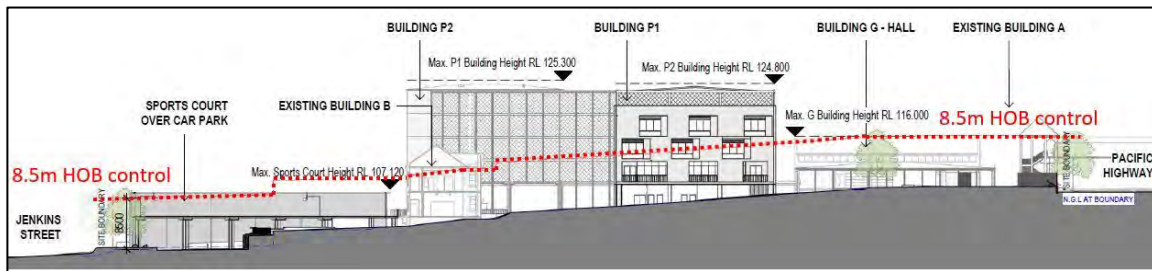 BUILDING P2
BUILDING P1
BUILDING G - HALL
EXISTING BUILDING A
Max. P1 Building Height RL 125.300
Max. P2 Building Height RL 124.800
SPORTS COURT
OVER CAR PARK
EXISTING BUILDING B
Max. G Building Height RL 116.000
8.5m HOB control
8.5m HOB control
Max. Sports Court Height RL 107.120
SITE BOUNDARY
PACIFIC
HIGHWAY
JENKINS
STREET
SITE BOUNDARY
8500
N.G.L AT BOUNDARY